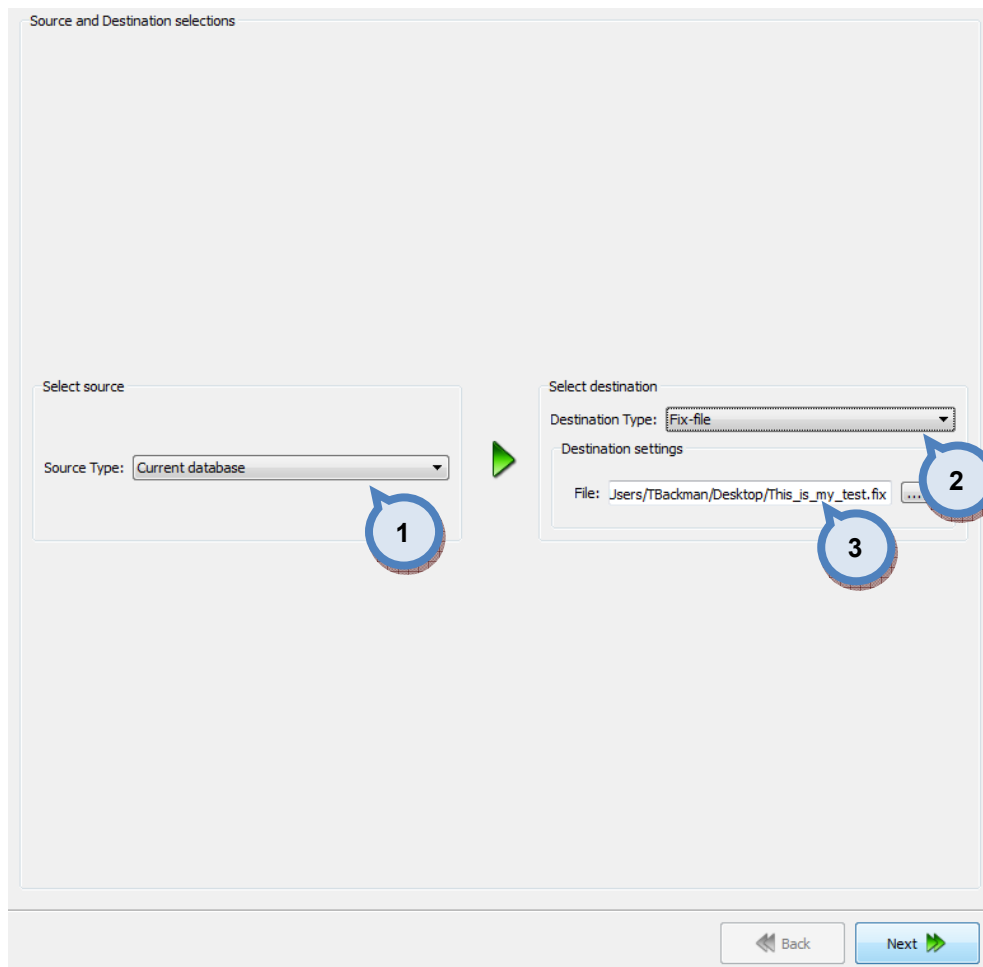 Source and Destination selections
Select source
Source Type: Current database
1
Select destination
Destination Type: Fix-file
2
Destination settings
File: Users/TBackman/Desktop/This_is_my_test.fix ...
3
Back
Next